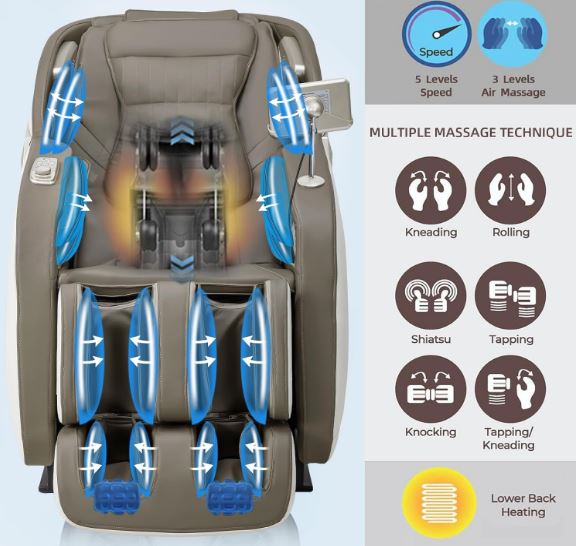 Speed
5 Levels
Speed
3 Levels
Air Massage
MULTIPLE MASSAGE TECHNIQUE
Kneading
Rolling
Shiatsu
Tapping
Knocking
Tapping/
Kneading
Lower Back
Heating